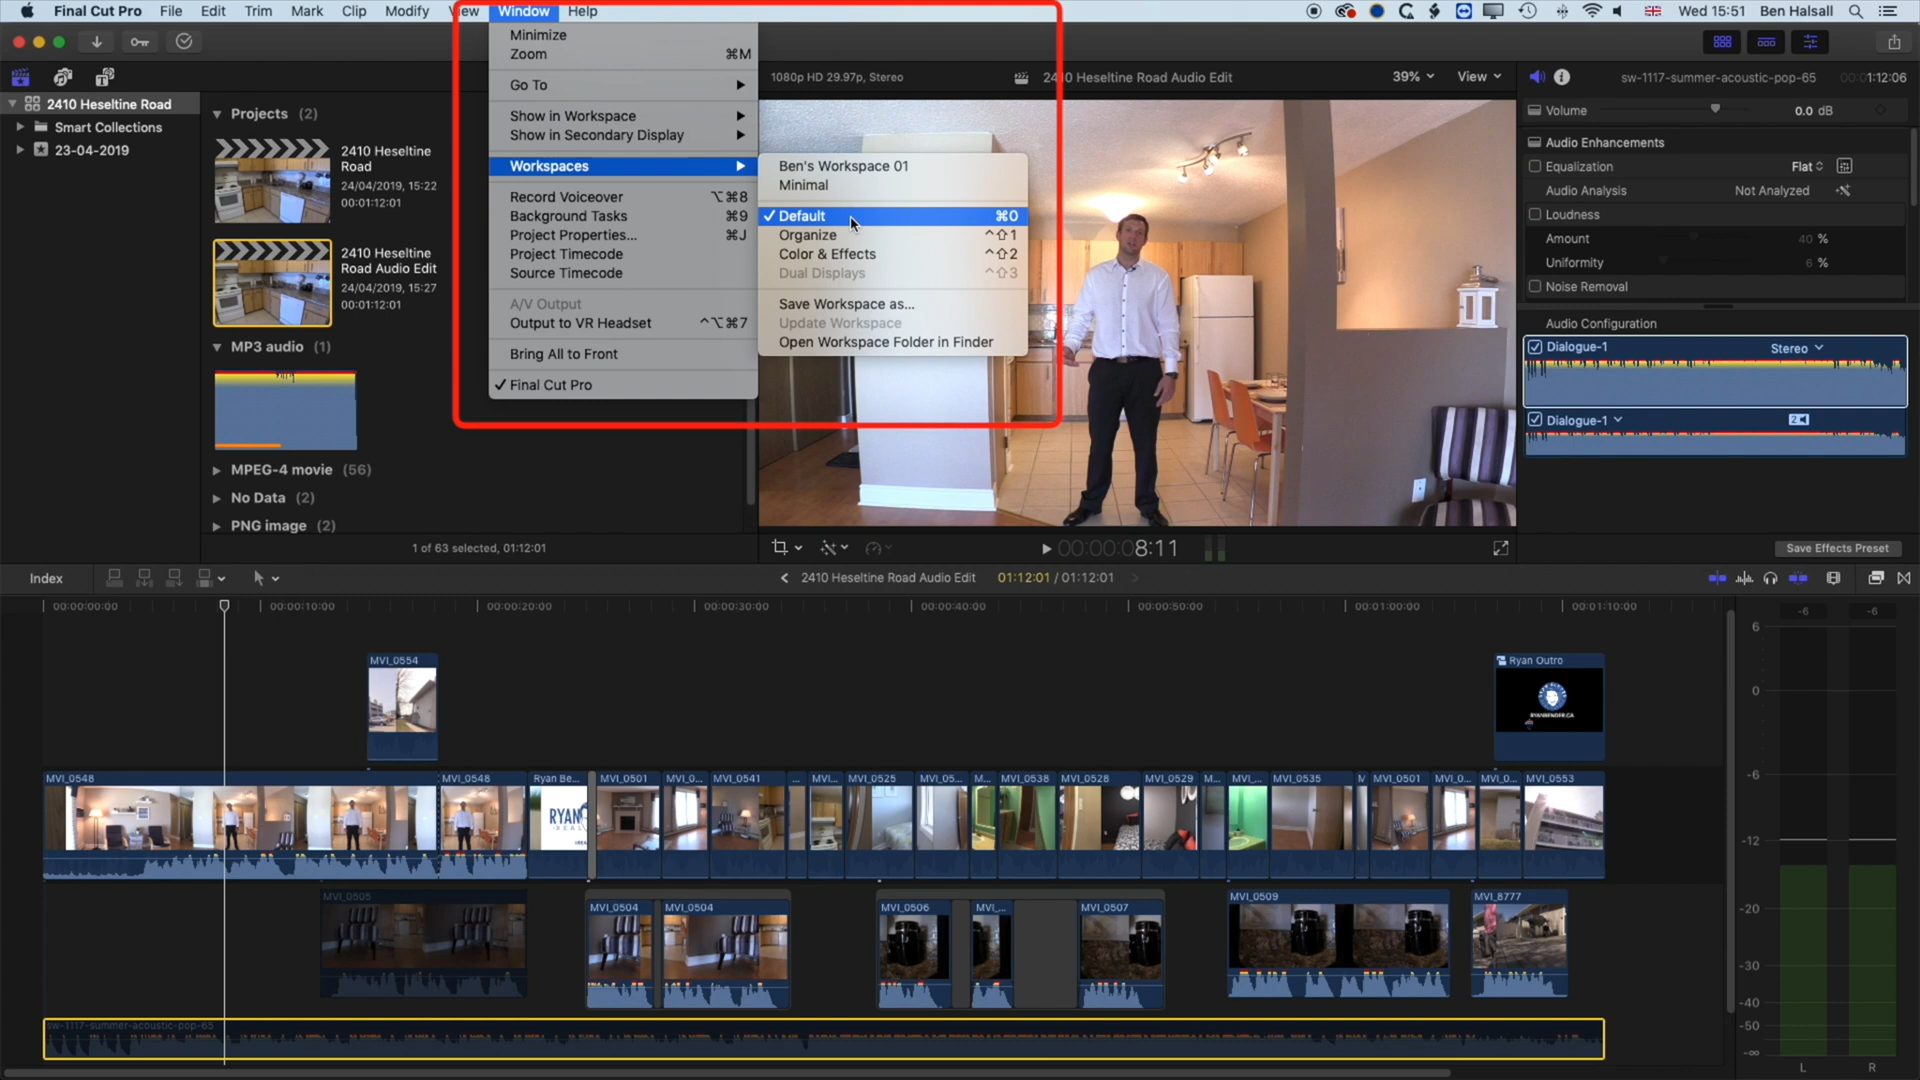 Final Cut Pro File Edit Trim Mark Clip Modify View Window Help
Wed 15:51 Ben Halsall
Minimize
Zoom ⌘M
Go To
Show in Workspace
Show in Secondary Display
Workspaces
Record Voiceover ⌥⌘8
Background Tasks ⌘9
Project Properties... ⌘J
Project Timecode
Source Timecode
A/V Output
Output to VR Headset ^⌥⌘7
Bring All to Front
✓ Final Cut Pro
Ben's Workspace 01
Minimal
✓ Default ⌘0
Organize ^⇧1
Color & Effects ^⇧2
Dual Displays ^⇧3
Save Workspace as...
Update Workspace
Open Workspace Folder in Finder
2410 Heseltine Road
Smart Collections
23-04-2019
Projects (2)
2410 Heseltine
Road
24/04/2019, 15:22
00:01:12:01
2410 Heseltine
Road Audio Edit
24/04/2019, 15:27
00:01:12:01
MP3 audio (1)
MPEG-4 movie (56)
No Data (2)
PNG image (2)
1 of 63 selected, 01:12:01
1080p HD 29.97p, Stereo
2410 Heseltine Road Audio Edit
39%
View
00:00:08:11
sw-1117-summer-acoustic-pop-65 00:01:12:06
Volume 0.0 dB
Audio Enhancements
Equalization Flat
Audio Analysis Not Analyzed
Loudness
Amount 40 %
Uniformity 6 %
Noise Removal
Audio Configuration
Dialogue-1 Stereo
Dialogue-1 2
Save Effects Preset
Index
2410 Heseltine Road Audio Edit 01:12:01 / 01:12:01
00:00:00:00 00:00:10:00 00:00:20:00 00:00:30:00 00:00:40:00 00:00:50:00 00:01:00:00 00:01:10:00
MVI_0554
Ryan Outro
RYANBENDER.CA
MVI_0548 MVI_0548 Ryan Be... MVI_0501 MVI_0... MVI_0541 ... MVI... MVI_0525 MVI_05... M... MVI_0538 MVI_0528 MVI_0529 M... MVI_... MVI_0535 M MVI_0501 MVI_0... MVI_0... MVI_0553
RYAN
MVI_0505
MVI_0504 MVI_0504
MVI_0506 MVI_... MVI_0507
MVI_0509
MVI_8777
sw-1117-summer-acoustic-pop-65
-6 -6
6
0
-6
-12
-20
-30
-40
-50
-∞
L R